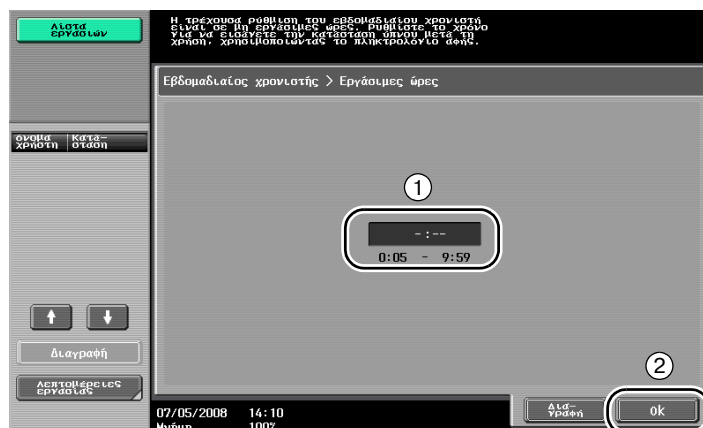 Λίστα
εργασιών
Η τρέχουσα ρύθμιση του εβδομαδιαίου χρονιστή
είναι σε μη εργάσιμες ώρες. Ρυθμίστε το χρόνο
για να εισάγετε την κατάσταση ύπνου μετά τη
χρήση, χρησιμοποιώντας το πληκτρολόγιο αφής.
Εβδομαδιαίος χρονιστής > Εργάσιμες ώρες
όνομα χρήστη
Κατα-
σταση
1
-:--
0:05 - 9:59
Διαγραφή
2
Λεπτομέρειες
εργασίας
Δια-
γραφή
ok
07/05/2008 14:10
Μνήμη 100%